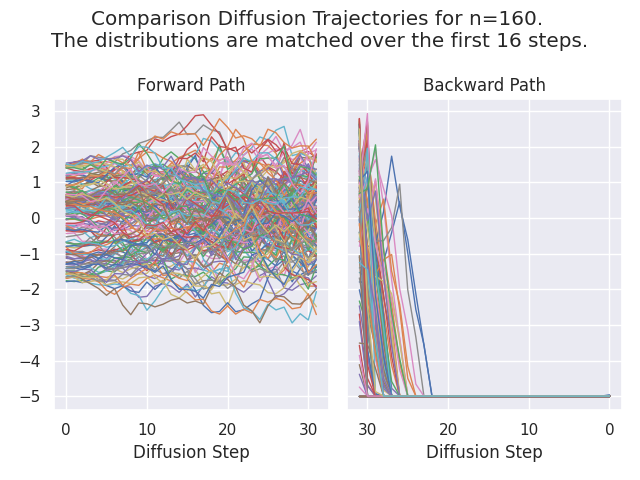 Comparison Diffusion Trajectories for n=160.
The distributions are matched over the first 16 steps.
Forward Path
Backward Path
3
2
1
0
−1
−2
−3
−4
−5
0 10 20 30
30 20 10 0
Diffusion Step
Diffusion Step